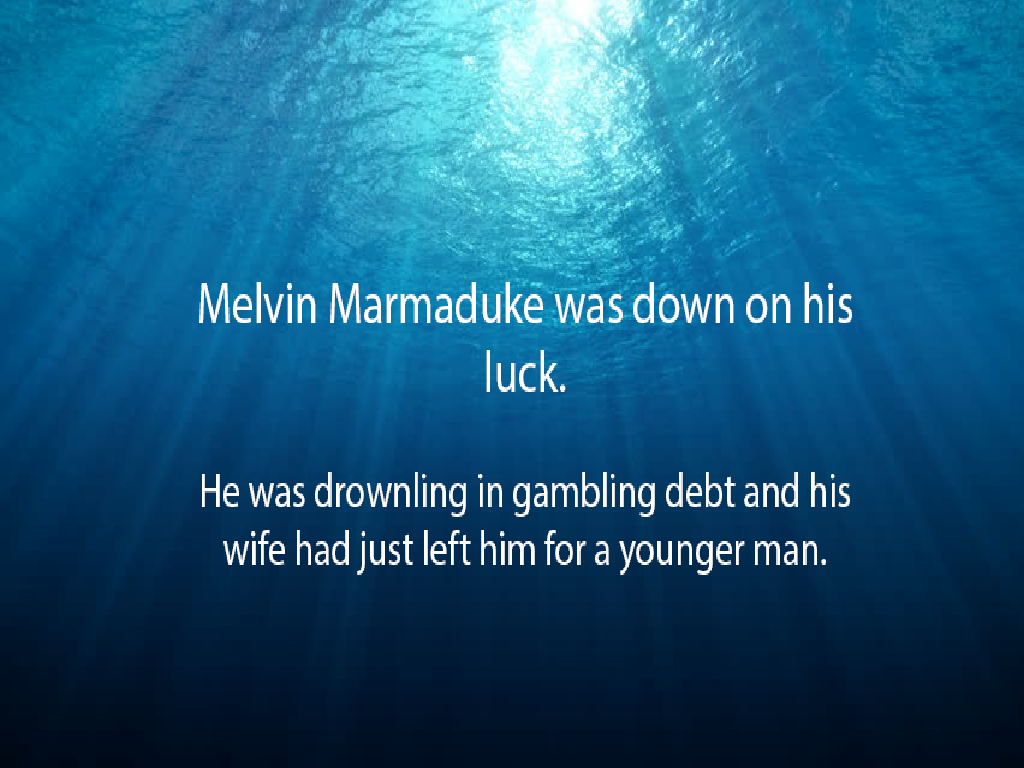 Melvin Marmaduke was down on his
luck.
He was drownling in gambling debt and his
wife had just left him for a younger man.